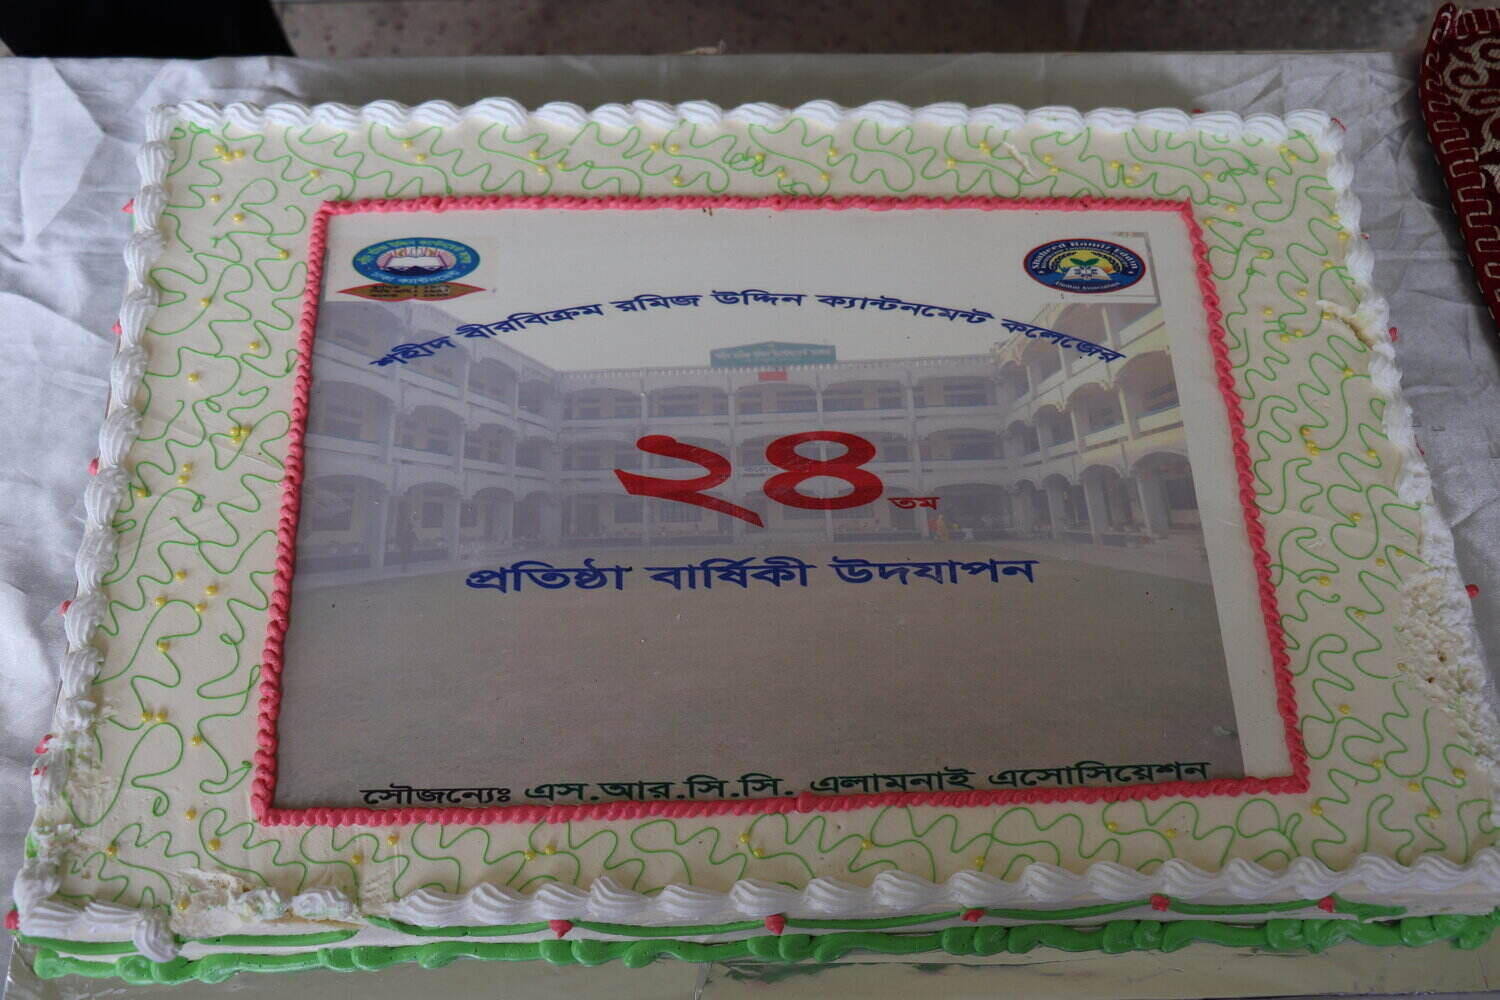 শহীদ বীরবিক্রম রমিজ উদ্দিন ক্যান্টনমেন্ট কলেজের
২৪তম
প্রতিষ্ঠা বার্ষিকী উদযাপন
সৌজন্যেঃ এস.আর.সি.সি. এলামনাই এসোসিয়েশন